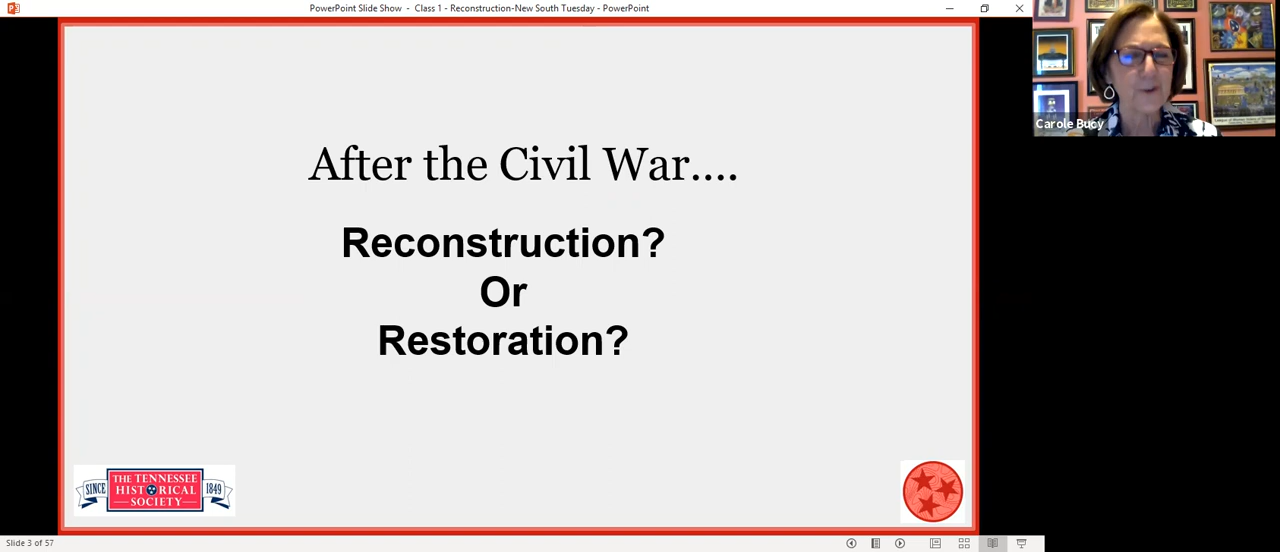 PowerPoint Slide Show - Class 1 - Reconstruction-New South Tuesday - PowerPoint
Carole Bucy
After the Civil War....
Reconstruction?
Or
Restoration?
SINCE
THE TENNESSEE
HISTORICAL
SOCIETY
1849
Slide 3 of 57